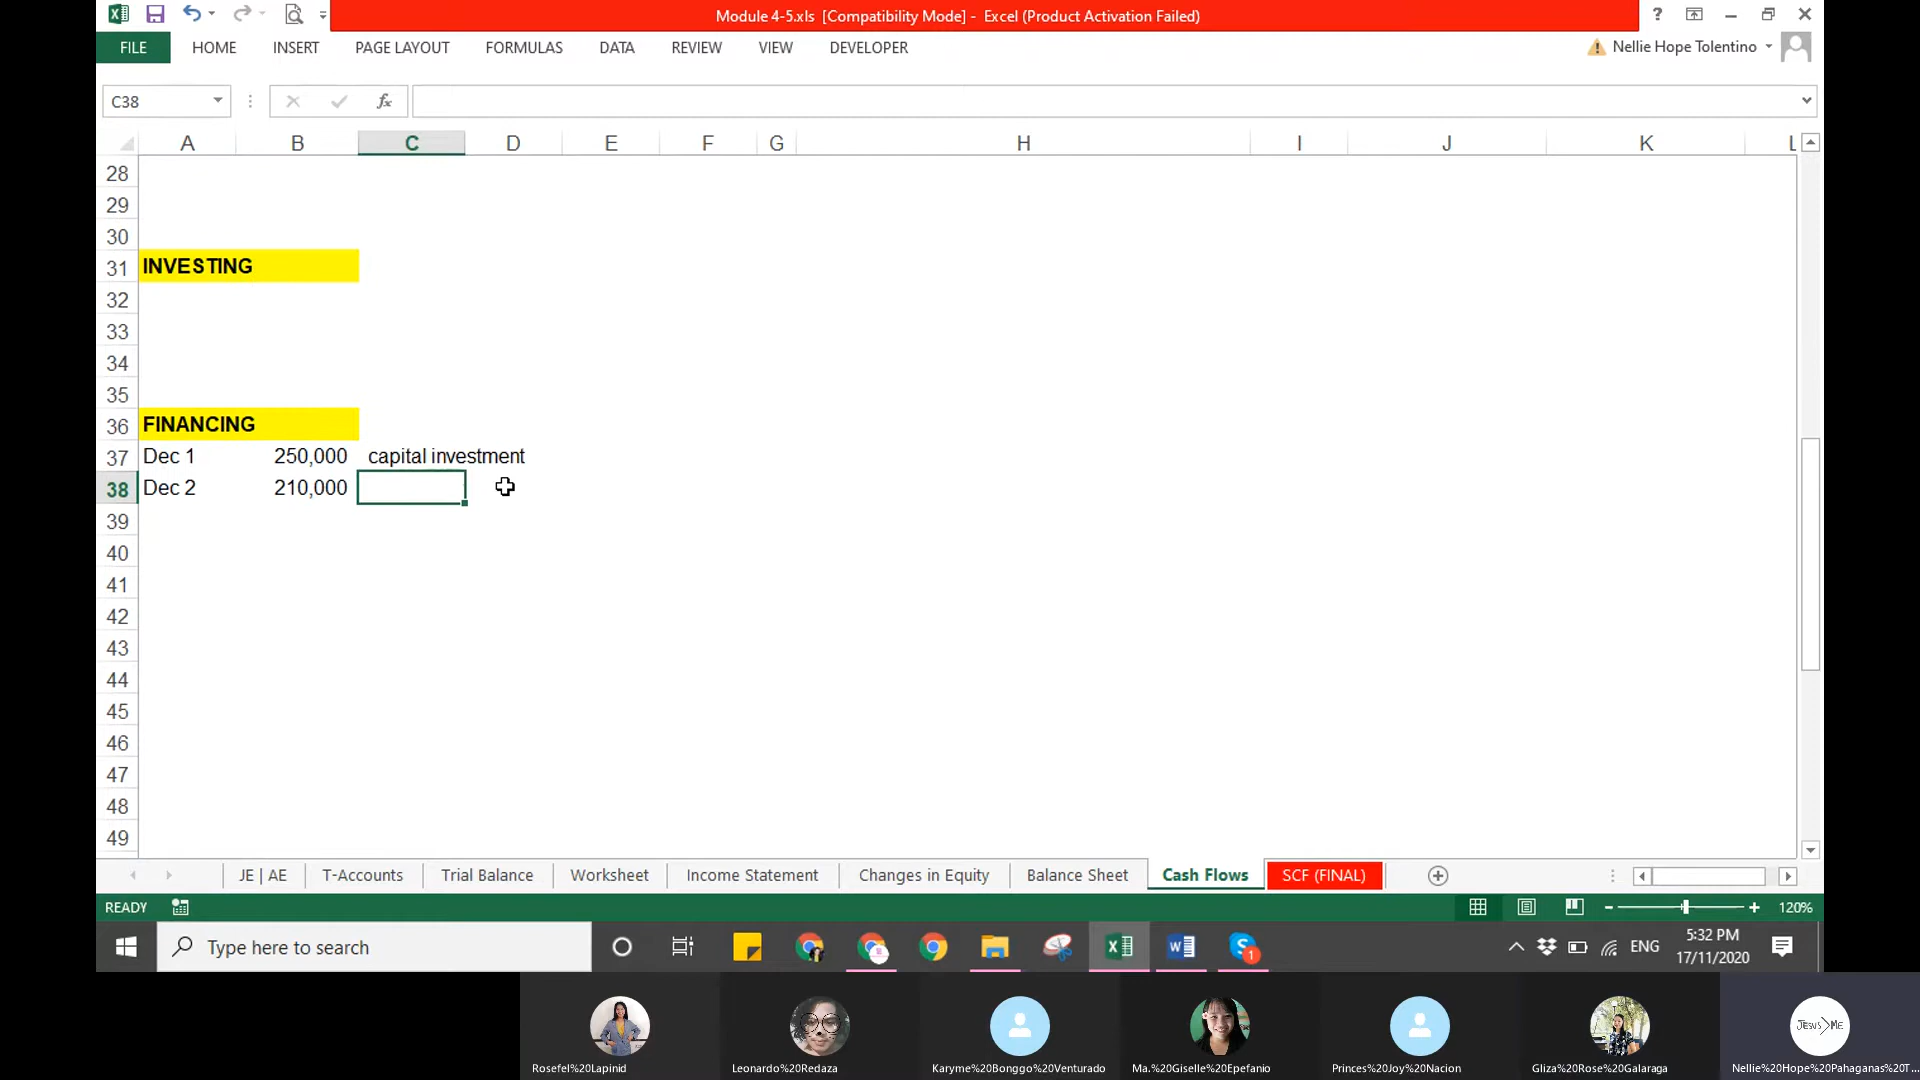 Module 4-5.xls [Compatibility Mode] - Excel (Product Activation Failed)
?
FILE HOME INSERT PAGE LAYOUT FORMULAS DATA REVIEW VIEW DEVELOPER
Nellie Hope Tolentino
C38
fx
A B C D E F G H I J K L
28
29
30
31 INVESTING
32
33
34
35
36 FINANCING
37 Dec 1 250,000 capital investment
38 Dec 2 210,000
39
40
41
42
43
44
45
46
47
48
49
JE | AE T-Accounts Trial Balance Worksheet Income Statement Changes in Equity Balance Sheet Cash Flows SCF (FINAL)
READY
120%
Type here to search
1
ENG
5:32 PM
17/11/2020
JESUS>ME
Rosefel%20Lapinid
Leonardo%20Redaza
Karyme%20Bonggo%20Venturado
Ma.%20Giselle%20Epefanio
Princes%20Joy%20Nacion
Gliza%20Rose%20Galaraga
Nellie%20Hope%20Pahaganas%20T...